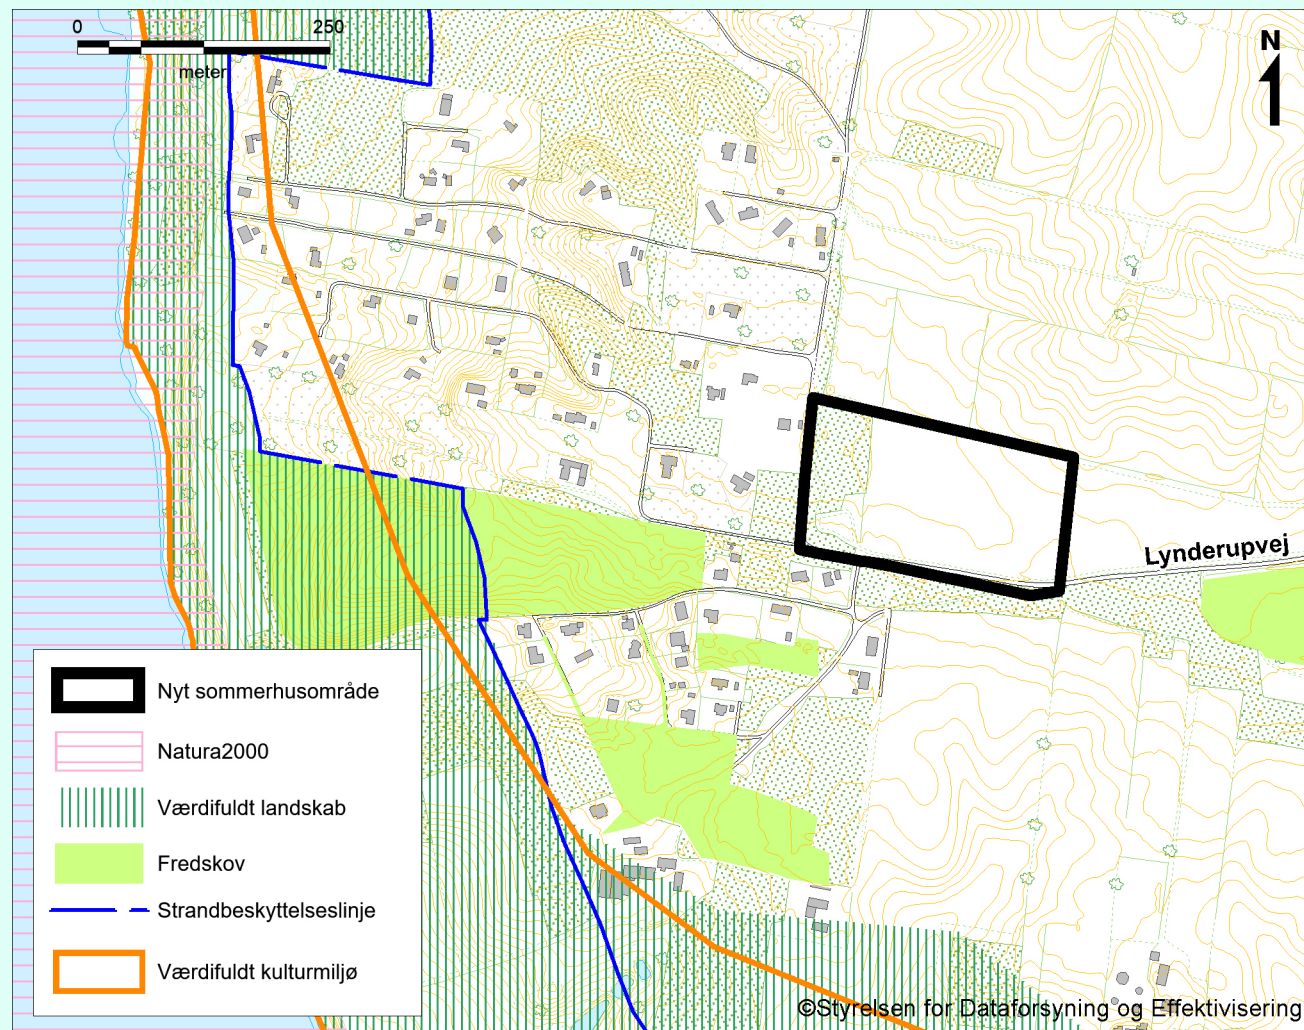 0 250
meter
N
Lynderupvej
Nyt sommerhusområde
Natura2000
Værdifuldt landskab
Fredskov
Strandbeskyttelseslinje
Værdifuldt kulturmiljø
©Styrelsen for Dataforsyning og Effektivisering